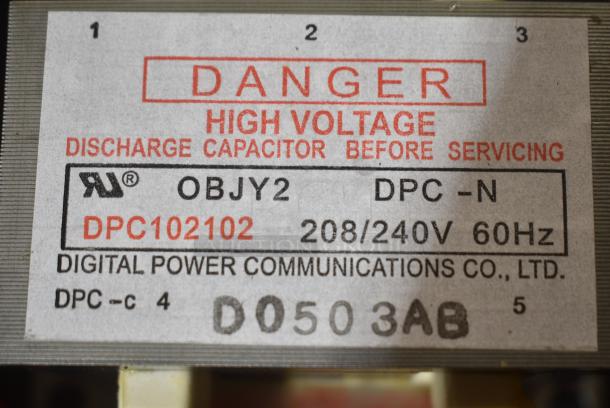 1 2 3
DANGER
HIGH VOLTAGE
DISCHARGE CAPACITOR BEFORE SERVICING
RU® OBJY2 DPC -N
DPC102102 208/240V 60Hz
DIGITAL POWER COMMUNICATIONS CO., LTD.
DPC -c 4 D0503AB 5